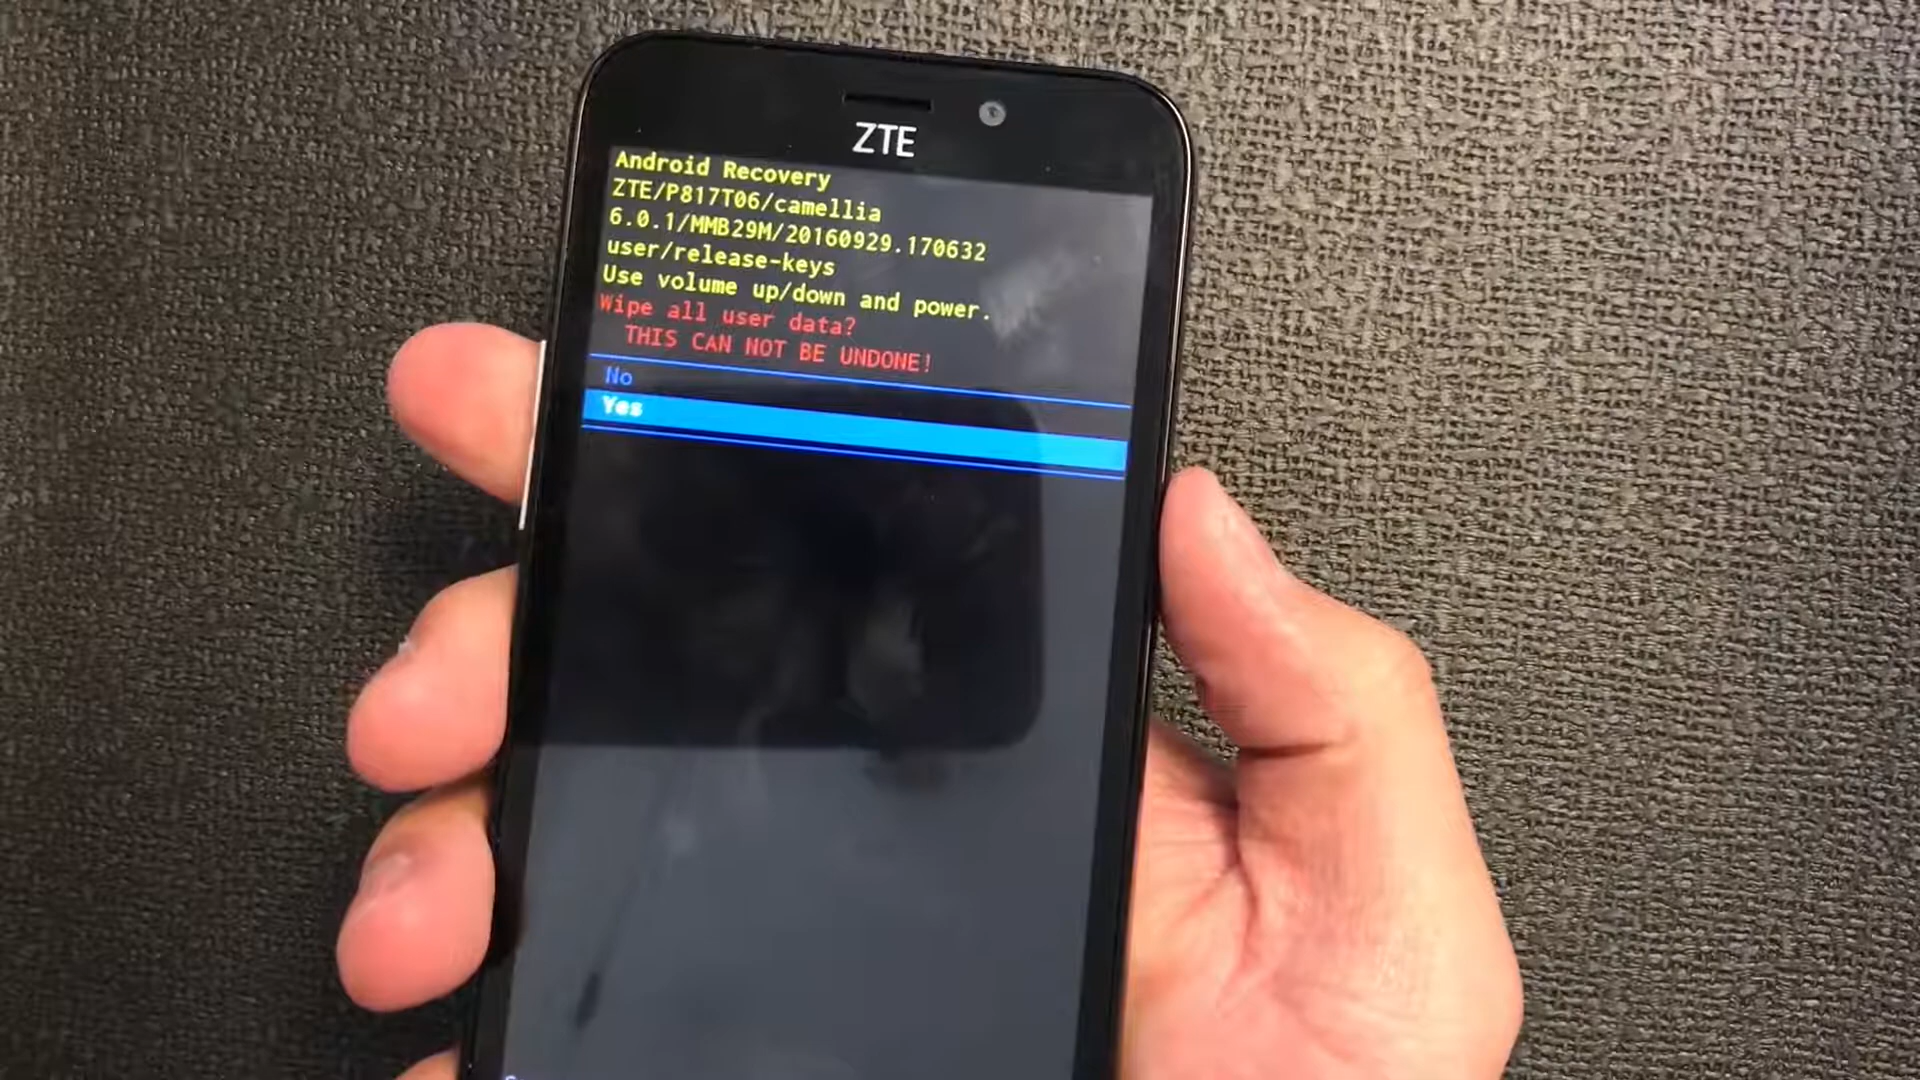 ZTE
Android Recovery
ZTE/P817T06/camellia
6.0.1/MMB29M/20160929.170632
user/release-keys
Use volume up/down and power.
Wipe all user data?
THIS CAN NOT BE UNDONE!
No
Yes